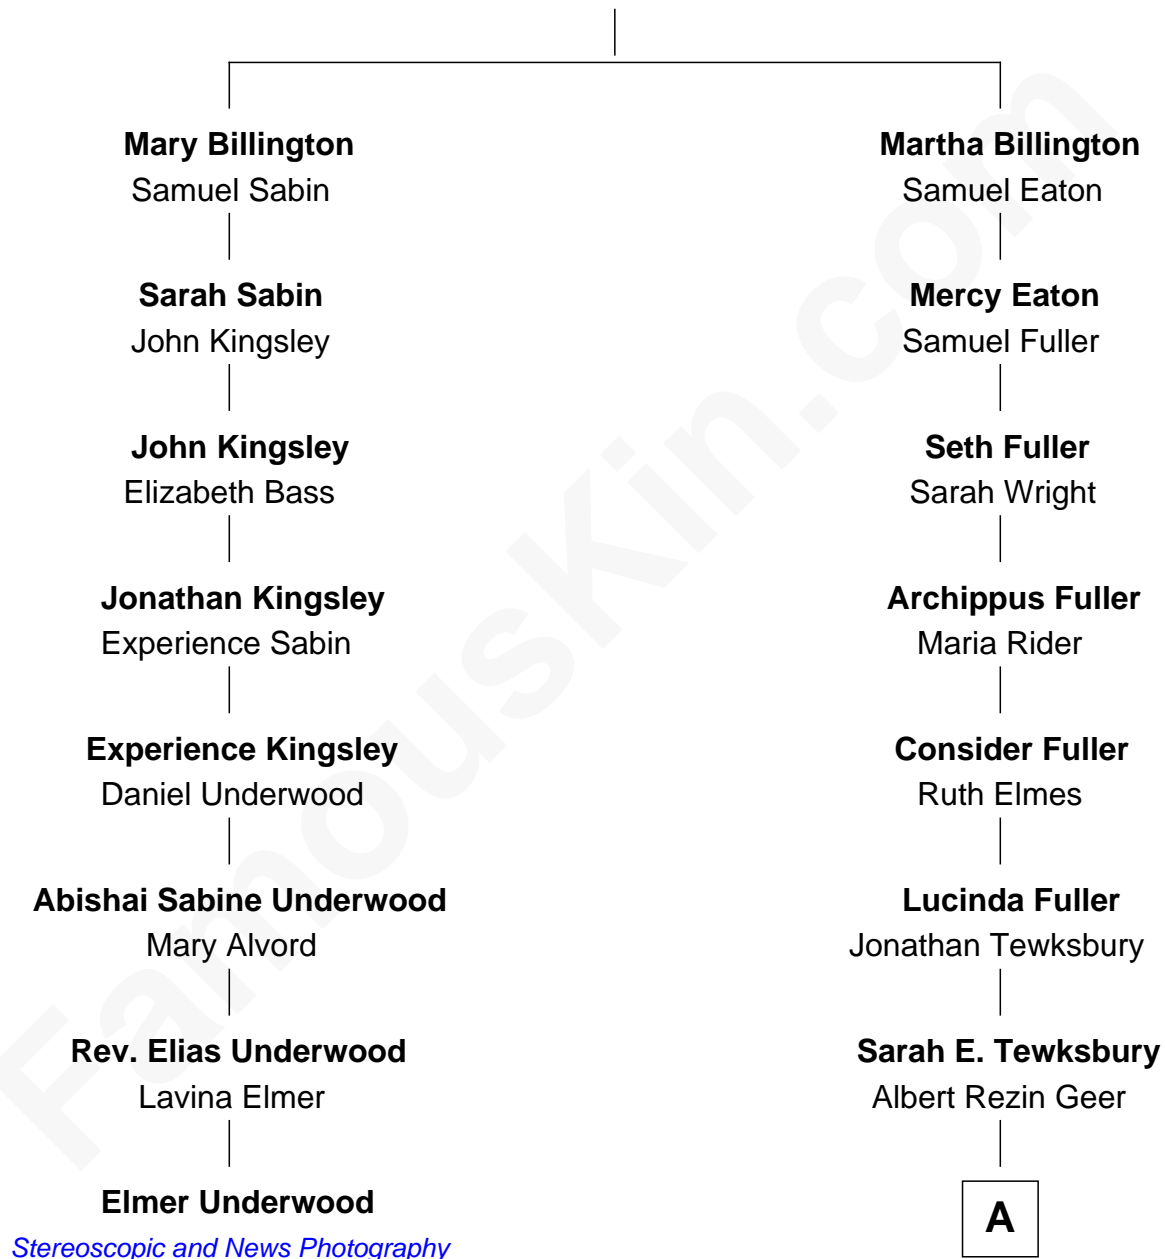 Mary Billington
Samuel Sabin
Sarah Sabin
John Kingsley
John Kingsley
Elizabeth Bass
Jonathan Kingsley
Experience Sabin
Experience Kingsley
Daniel Underwood
Abishai Sabine Underwood
Mary Alvord
Rev. Elias Underwood
Lavina Elmer
Elmer Underwood
Stereoscopic and News Photography
Martha Billington
Samuel Eaton
Mercy Eaton
Samuel Fuller
Seth Fuller
Sarah Wright
Archippus Fuller
Maria Rider
Consider Fuller
Ruth Elmes
Lucinda Fuller
Jonathan Tewksbury
Sarah E. Tewksbury
Albert Rezin Geer
A
FamousKin.com